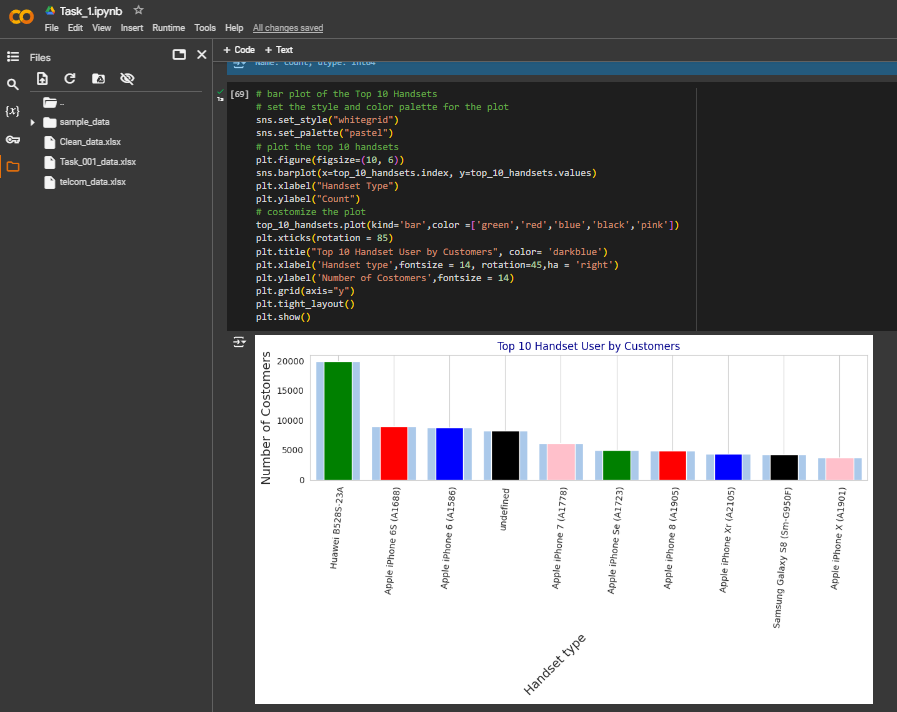 CO
Task_1.ipynb
File Edit View Insert Runtime Tools Help All changes saved
Files
+ Code + Text
..
sample_data
Clean_data.xlsx
Task_001_data.xlsx
telcom_data.xlsx
{x}
Name: count, dtype: int64
[69] # bar plot of the Top 10 Handsets
# set the style and color palette for the plot
sns.set_style("whitegrid")
sns.set_palette("pastel")
# plot the top 10 handsets
plt.figure(figsize=(10, 6))
sns.barplot(x=top_10_handsets.index, y=top_10_handsets.values)
plt.xlabel("Handset Type")
plt.ylabel("Count")
# costomize the plot
top_10_handsets.plot(kind='bar',color =['green','red','blue','black','pink'])
plt.xticks(rotation = 85)
plt.title("Top 10 Handset User by Customers", color= 'darkblue')
plt.xlabel('Handset type',fontsize = 14, rotation=45,ha = 'right')
plt.ylabel('Number of Costomers',fontsize = 14)
plt.grid(axis="y")
plt.tight_layout()
plt.show()
Top 10 Handset User by Customers
Number of Costomers
20000
15000
10000
5000
0
Huawei B528S-23A
Apple iPhone 6S (A1688)
Apple iPhone 6 (A1586)
undefined
Apple iPhone 7 (A1778)
Apple iPhone Se (A1723)
Apple iPhone 8 (A1905)
Apple iPhone Xr (A2105)
Samsung Galaxy S8 (Sm-G950F)
Apple iPhone X (A1901)
Handset type